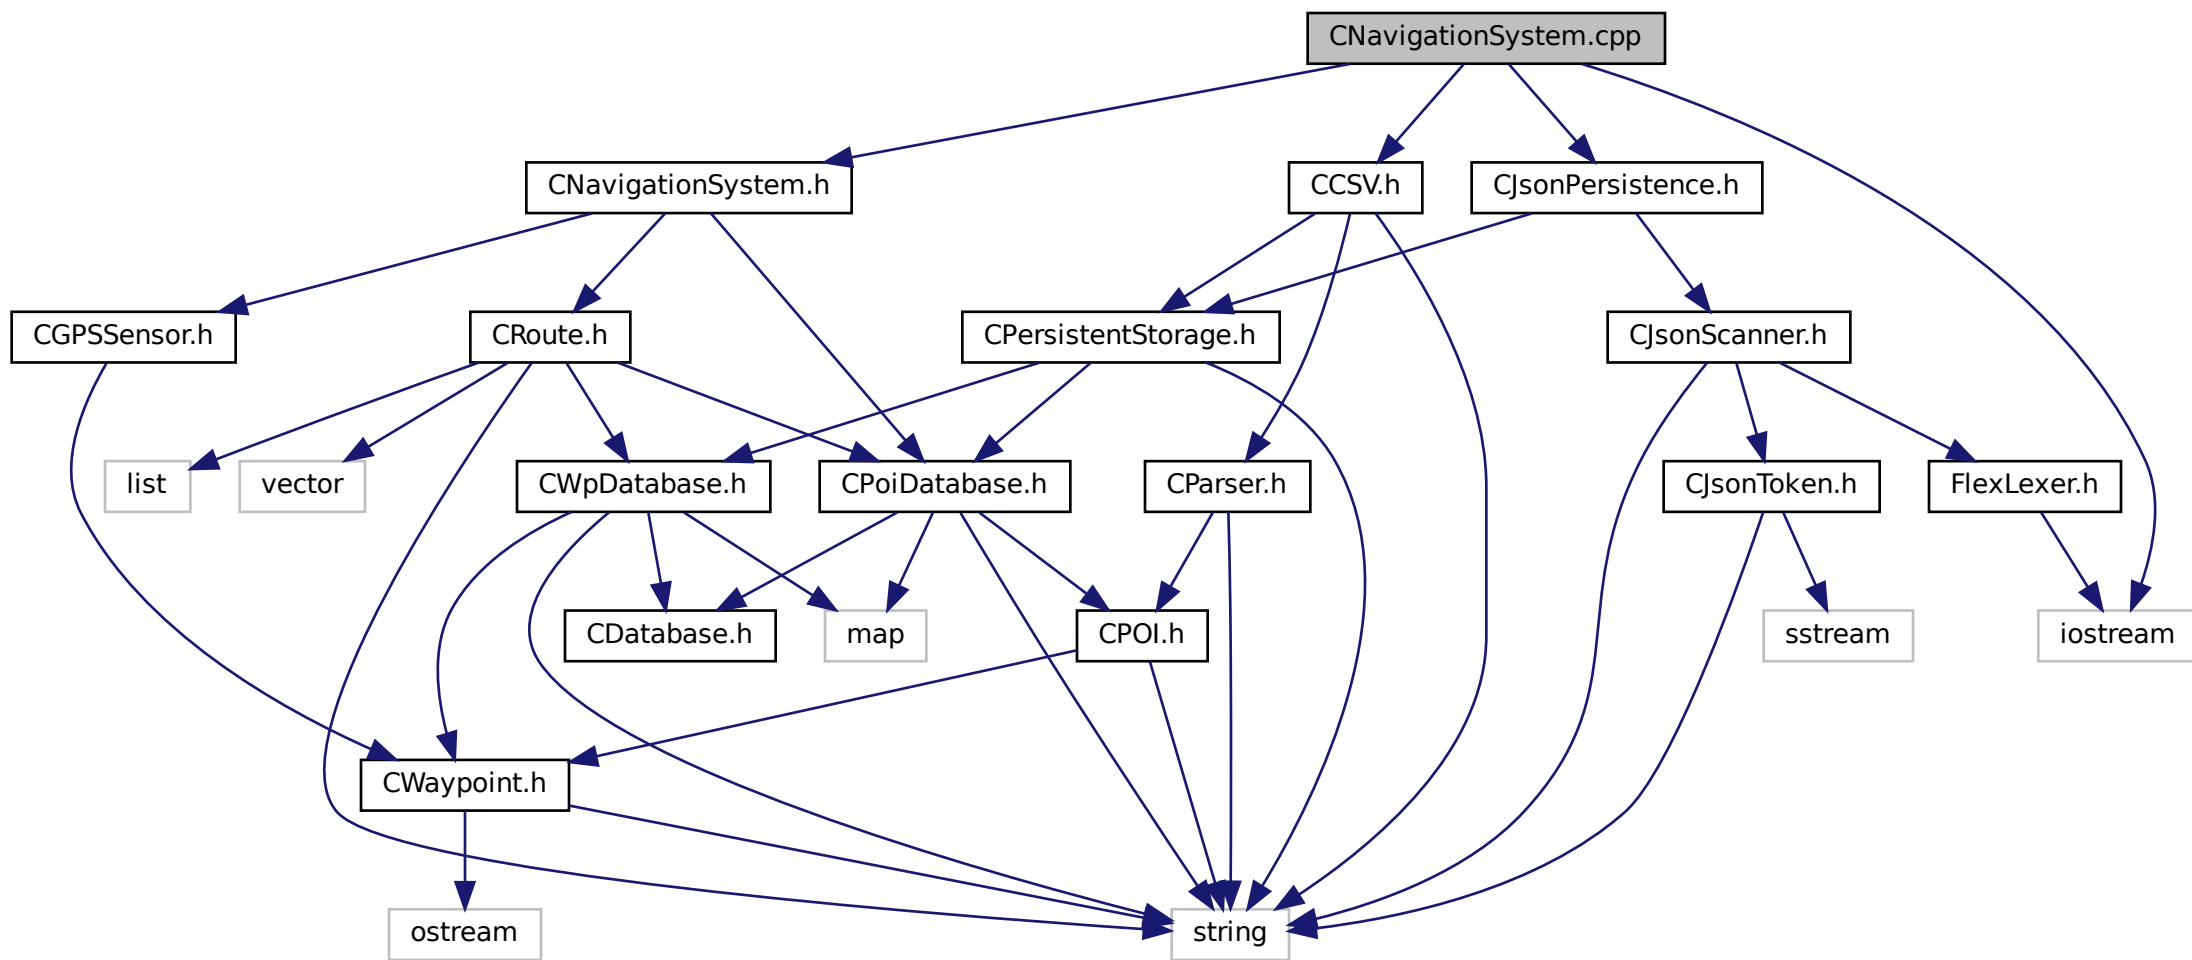 CNavigationSystem.cpp
CNavigationSystem.h
CCSV.h
CJsonPersistence.h
CGPSSensor.h
CRoute.h
CPersistentStorage.h
CJsonScanner.h
list
vector
CWpDatabase.h
CPoiDatabase.h
CParser.h
CJsonToken.h
FlexLexer.h
CDatabase.h
map
CPOI.h
sstream
iostream
CWaypoint.h
ostream
string